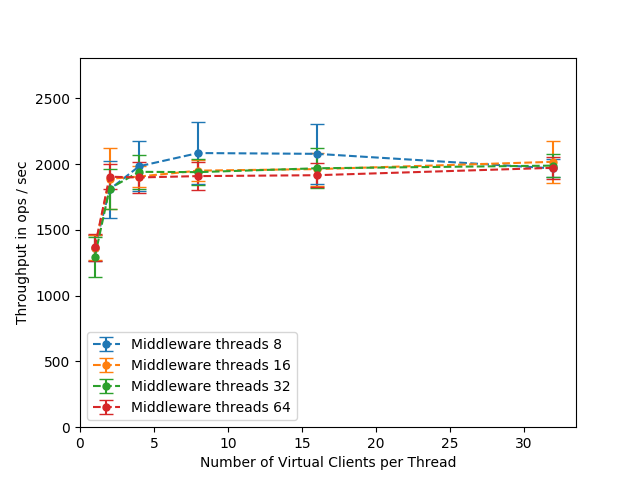 2500
2000
1500
1000
500
0
Throughput in ops / sec
Middleware threads 8
Middleware threads 16
Middleware threads 32
Middleware threads 64
0 5 10 15 20 25 30
Number of Virtual Clients per Thread